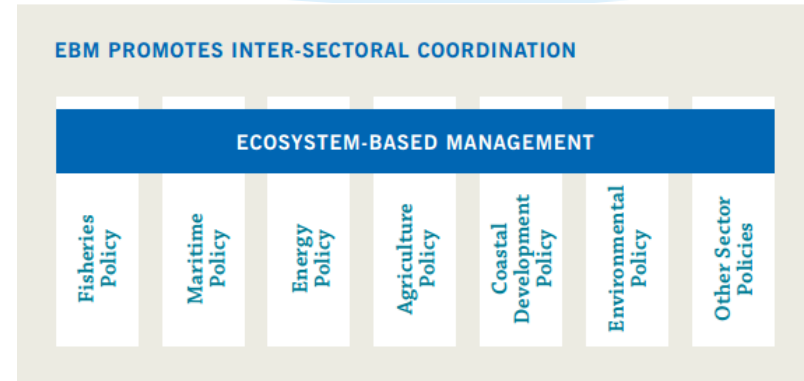 EBM PROMOTES INTER-SECTORAL COORDINATION
ECOSYSTEM-BASED MANAGEMENT
Fisheries
Policy
Maritime
Policy
Energy
Policy
Agriculture
Policy
Coastal
Development
Policy
Environmental
Policy
Other Sector
Policies